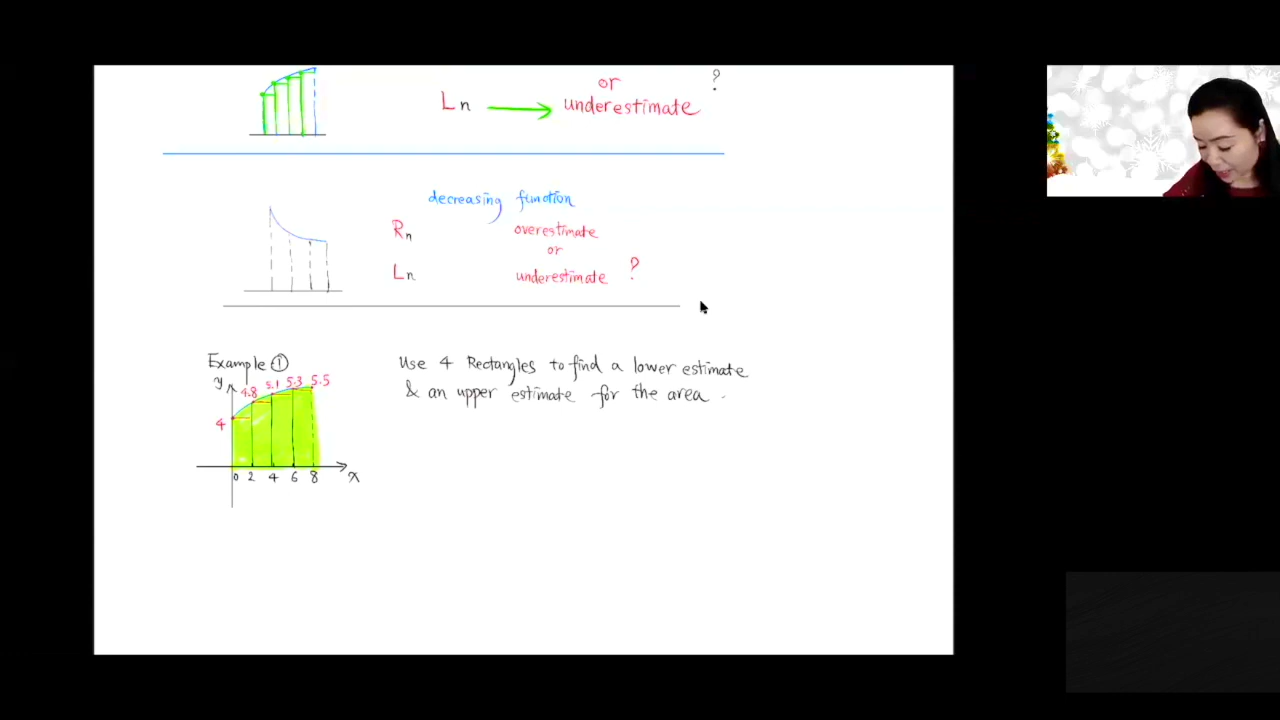 or
?
Ln
underestimate
decreasing function
Rn
overestimate
or
Ln
underestimate ?
Example ①
Use 4 Rectangles to find a lower estimate
& an upper estimate for the area .
y
4.8 5.1 5.3 5.5
4
0 2 4 6 8 x